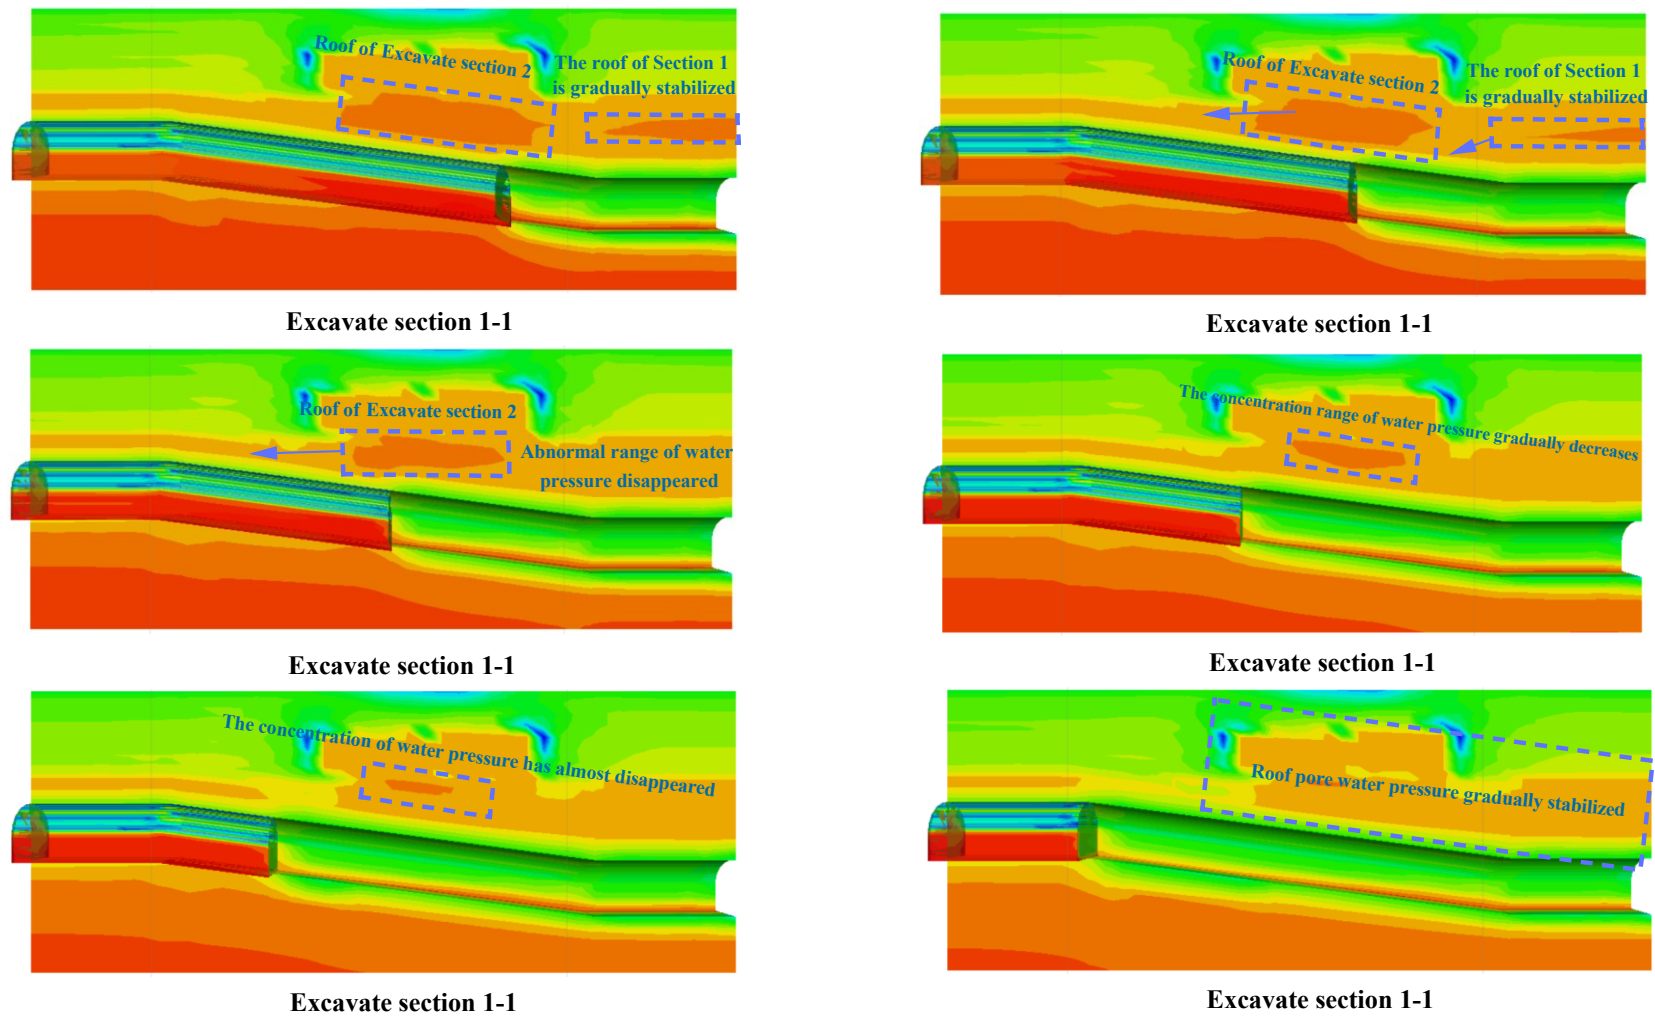 Roof of Excavate section 2
The roof of Section 1
is gradually stabilized
Excavate section 1-1
Roof of Excavate section 2
The roof of Section 1
is gradually stabilized
Excavate section 1-1
Roof of Excavate section 2
Abnormal range of water
pressure disappeared
Excavate section 1-1
The concentration range of water pressure gradually decreases
Excavate section 1-1
The concentration of water pressure has almost disappeared
Excavate section 1-1
Roof pore water pressure gradually stabilized
Excavate section 1-1